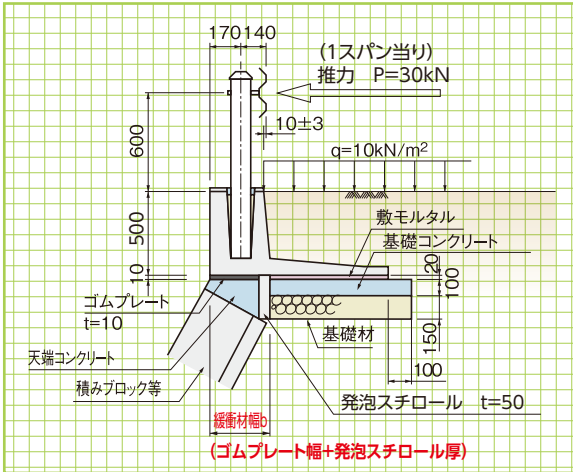 170 140
(1スパン当り)
推力 P=30kN
10±3
600
q=10kN/m²
500
敷モルタル
基礎コンクリート
10
20
100
ゴムプレート
t=10
基礎材
150
天端コンクリート
100
積みブロック等
発泡スチロール t=50
緩衝材幅b
(ゴムプレート幅+発泡スチロール厚)